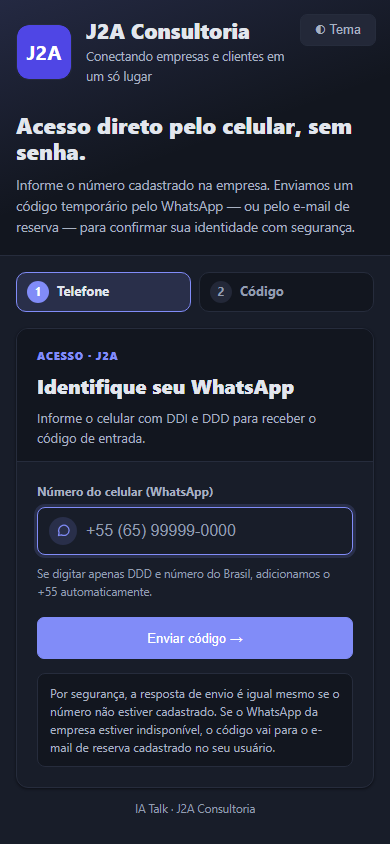 J2A
J2A Consultoria
Conectando empresas e clientes em
um só lugar
Tema
Acesso direto pelo celular, sem
senha.
Informe o número cadastrado na empresa. Enviamos um
código temporário pelo WhatsApp — ou pelo e-mail de
reserva — para confirmar sua identidade com segurança.
1 Telefone
2 Código
ACESSO · J2A
Identifique seu WhatsApp
Informe o celular com DDI e DDD para receber o
código de entrada.
Número do celular (WhatsApp)
+55 (65) 99999-0000
Se digitar apenas DDD e número do Brasil, adicionamos o
+55 automaticamente.
Enviar código →
Por segurança, a resposta de envio é igual mesmo se o
número não estiver cadastrado. Se o WhatsApp da
empresa estiver indisponível, o código vai para o e-
mail de reserva cadastrado no seu usuário.
IA Talk · J2A Consultoria